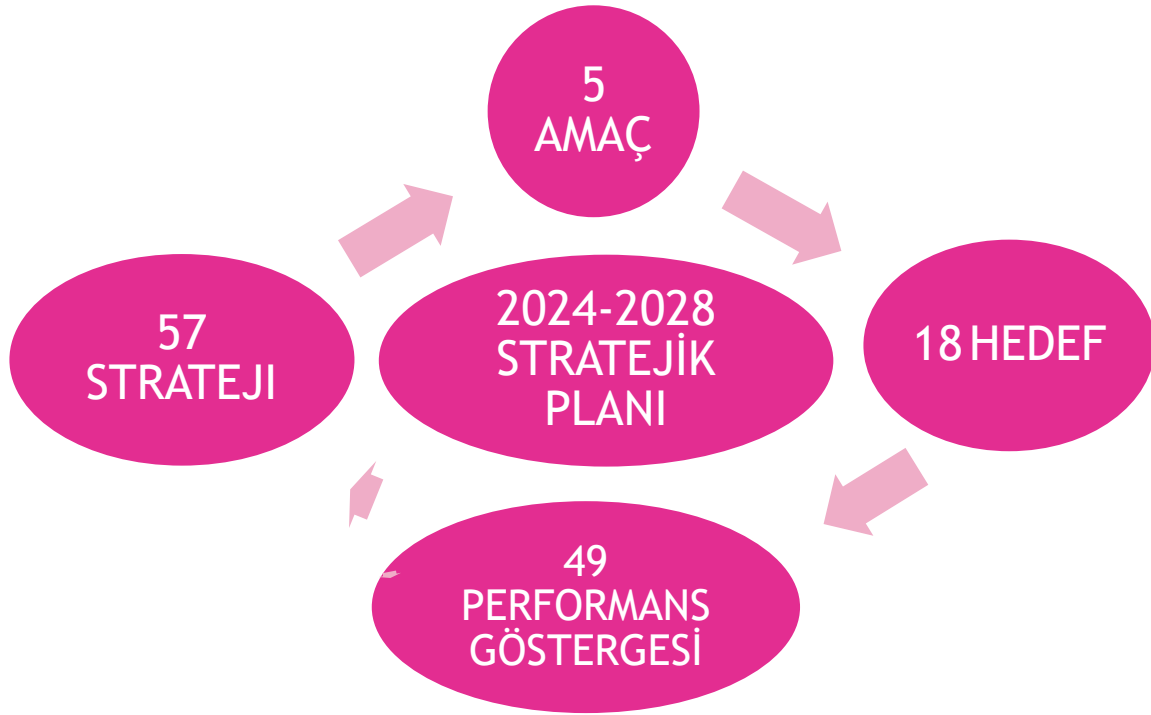 5
AMAÇ
57
STRATEJI
2024-2028
STRATEJİK
PLANI
18 HEDEF
49
PERFORMANS
GÖSTERGESİ